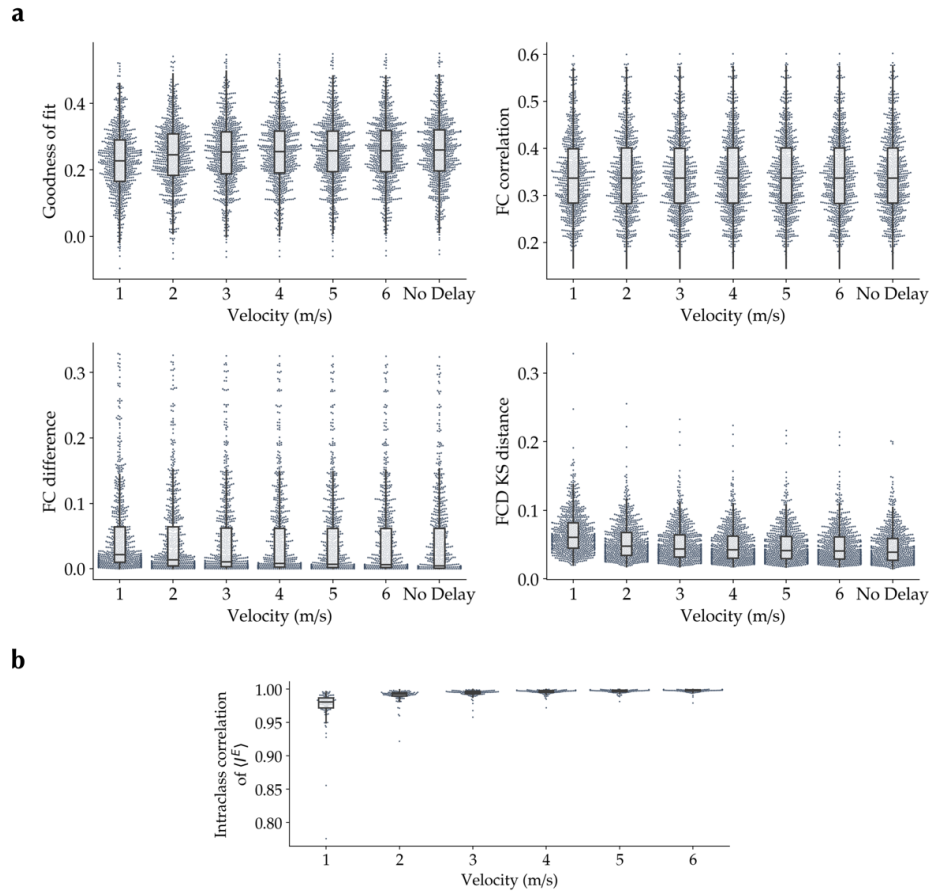 a
Goodness of fit
0.4
0.2
0.0
1 2 3 4 5 6 No Delay
Velocity (m/s)
FC correlation
0.6
0.5
0.4
0.3
0.2
1 2 3 4 5 6 No Delay
Velocity (m/s)
FC difference
0.3
0.2
0.1
0.0
1 2 3 4 5 6 No Delay
Velocity (m/s)
FCD KS distance
0.3
0.2
0.1
0.0
1 2 3 4 5 6 No Delay
Velocity (m/s)
b
Intraclass correlation
of ⟨I^E⟩
1.00
0.95
0.90
0.85
0.80
1 2 3 4 5 6
Velocity (m/s)